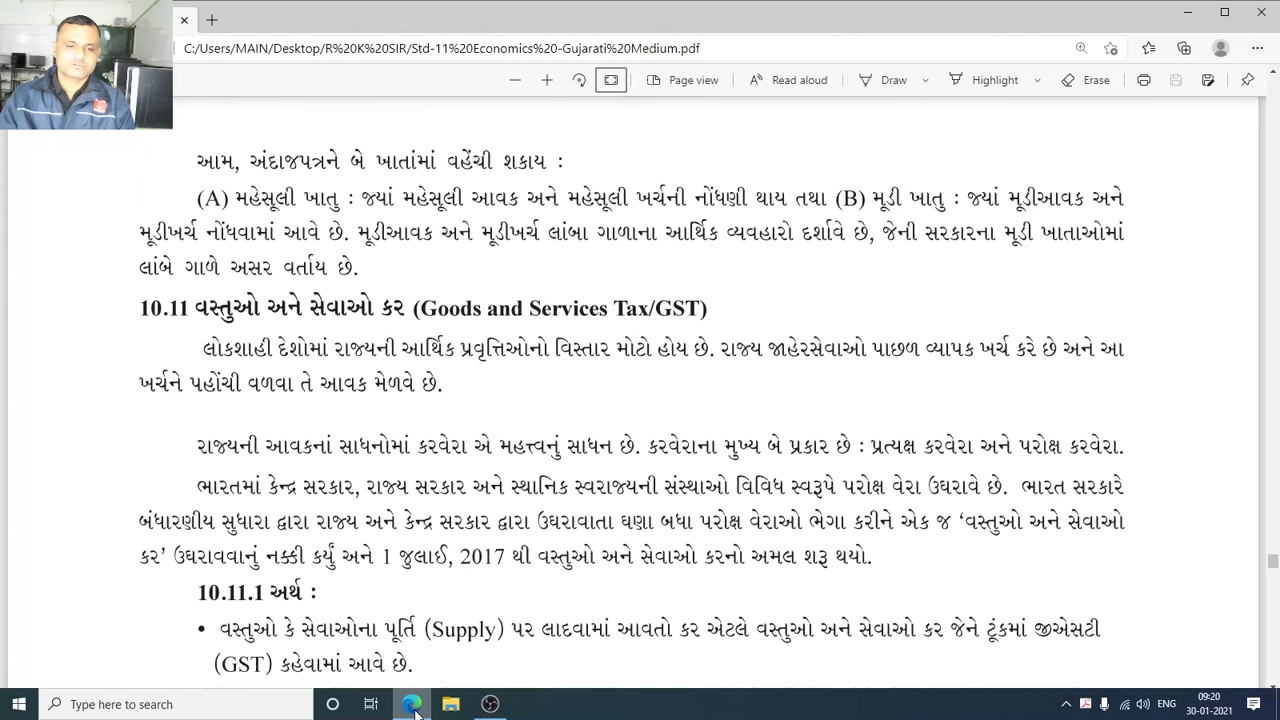 C:/Users/MAIN/Desktop/R%20K%20SIR/Std-11%20Economics%20-Gujarati%20Medium.pdf
Page view
Read aloud
Draw
Highlight
Erase
આમ, અંદાજપત્રને બે ખાતાંમાં વહેંચી શકાય :
(A) મહેસૂલી ખાતુ : જ્યાં મહેસૂલી આવક અને મહેસૂલી ખર્ચની નોંધણી થાય તથા (B) મૂડી ખાતુ : જ્યાં મૂડીઆવક અને
મૂડીખર્ચ નોંધવામાં આવે છે. મૂડીઆવક અને મૂડીખર્ચ લાંબા ગાળાના આર્થિક વ્યવહારો દર્શાવે છે, જેની સરકારના મૂડી ખાતાઓમાં
લાંબે ગાળે અસર વર્તાય છે.
10.11 વસ્તુઓ અને સેવાઓ કર (Goods and Services Tax/GST)
લોકશાહી દેશોમાં રાજ્યની આર્થિક પ્રવૃત્તિઓનો વિસ્તાર મોટો હોય છે. રાજ્ય જાહેરસેવાઓ પાછળ વ્યાપક ખર્ચ કરે છે અને આ
ખર્ચને પહોંચી વળવા તે આવક મેળવે છે.
રાજ્યની આવકનાં સાધનોમાં કરવેરા એ મહત્ત્વનું સાધન છે. કરવેરાના મુખ્ય બે પ્રકાર છે : પ્રત્યક્ષ કરવેરા અને પરોક્ષ કરવેરા.
ભારતમાં કેન્દ્ર સરકાર, રાજ્ય સરકાર અને સ્થાનિક સ્વરાજ્યની સંસ્થાઓ વિવિધ સ્વરૂપે પરોક્ષ વેરા ઉઘરાવે છે. ભારત સરકારે
બંધારણીય સુધારા દ્વારા રાજ્ય અને કેન્દ્ર સરકાર દ્વારા ઉઘરાવાતા ઘણા બધા પરોક્ષ વેરાઓ ભેગા કરીને એક જ ‘વસ્તુઓ અને સેવાઓ
કર’ ઉઘરાવવાનું નક્કી કર્યું અને 1 જુલાઈ, 2017 થી વસ્તુઓ અને સેવાઓ કરનો અમલ શરૂ થયો.
10.11.1 અર્થ :
• વસ્તુઓ કે સેવાઓના પૂર્તિ (Supply) પર લાદવામાં આવતો કર એટલે વસ્તુઓ અને સેવાઓ કર જેને ટૂંકમાં જીએસટી
(GST) કહેવામાં આવે છે.
Type here to search
ENG
09:20
30-01-2021